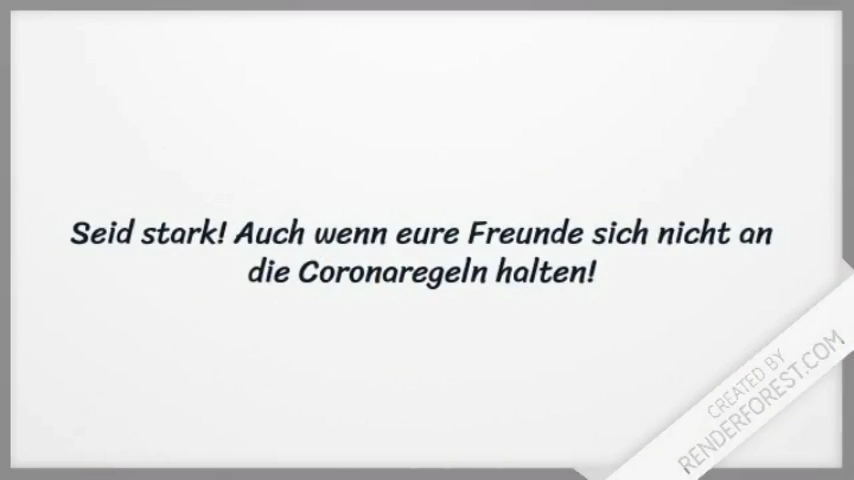 Seid stark! Auch wenn eure Freunde sich nicht an
die Coronaregeln halten!
CREATED BY
RENDERFOREST.COM